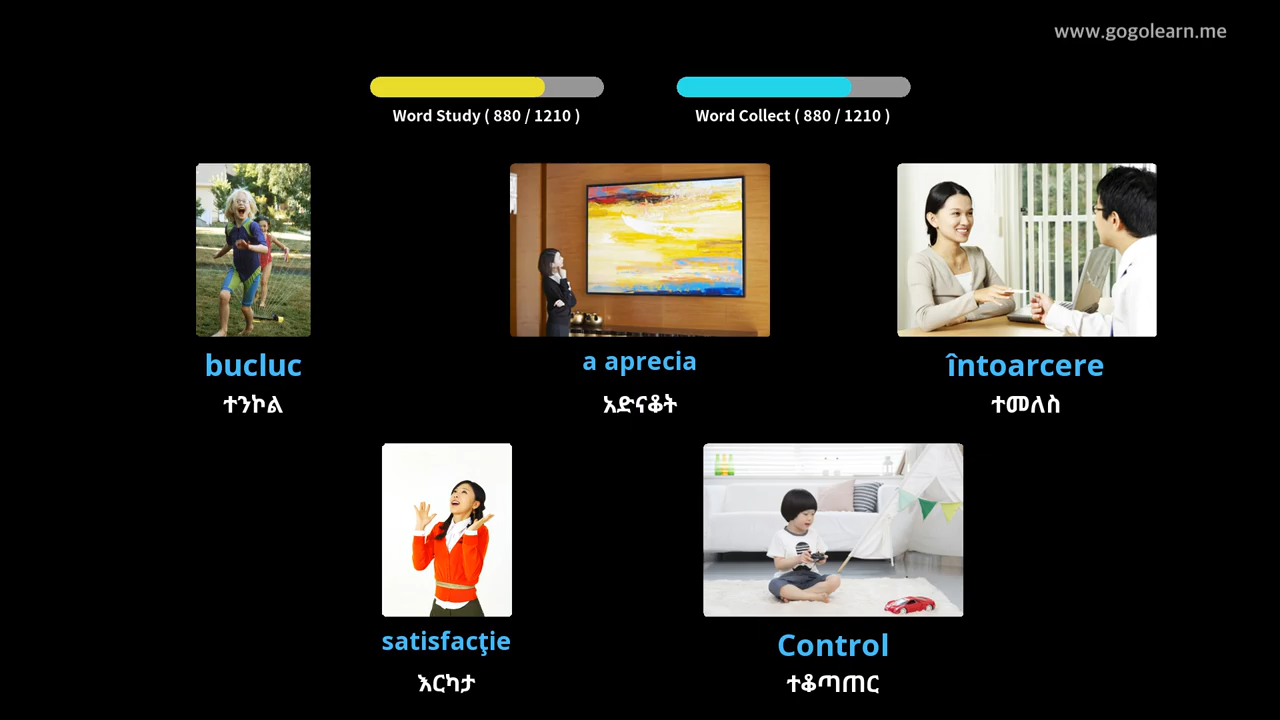 www.gogolearn.me
Word Study ( 880 / 1210 )
Word Collect ( 880 / 1210 )
bucluc
a aprecia
întoarcere
ተንኮል
አድናቆት
ተመለስ
satisfacţie
Control
እርካታ
ተቆጣጠር